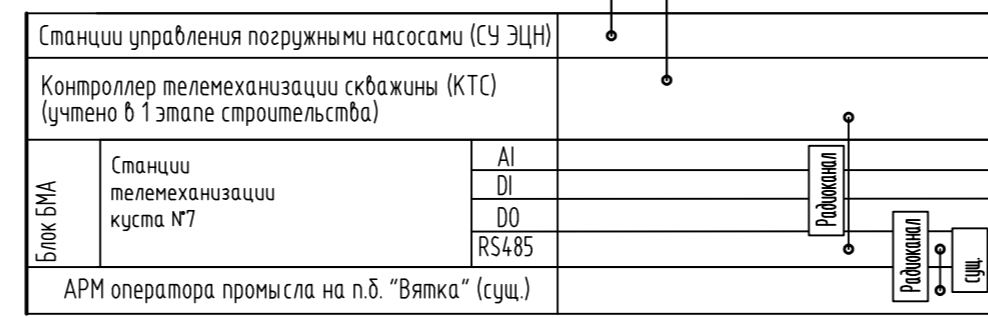 Станции управления погружными насосами (СУ ЭЦН)
Контроллер телемеханизации скважины (КТС)
(учтено в 1 этапе строительства)
Блок БМА
Станции
телемеханизации
куста №7
AI
DI
DO
RS485
Радиоканал
Радиоканал
сущ.
АРМ оператора промысла на п.б. "Вятка" (сущ.)